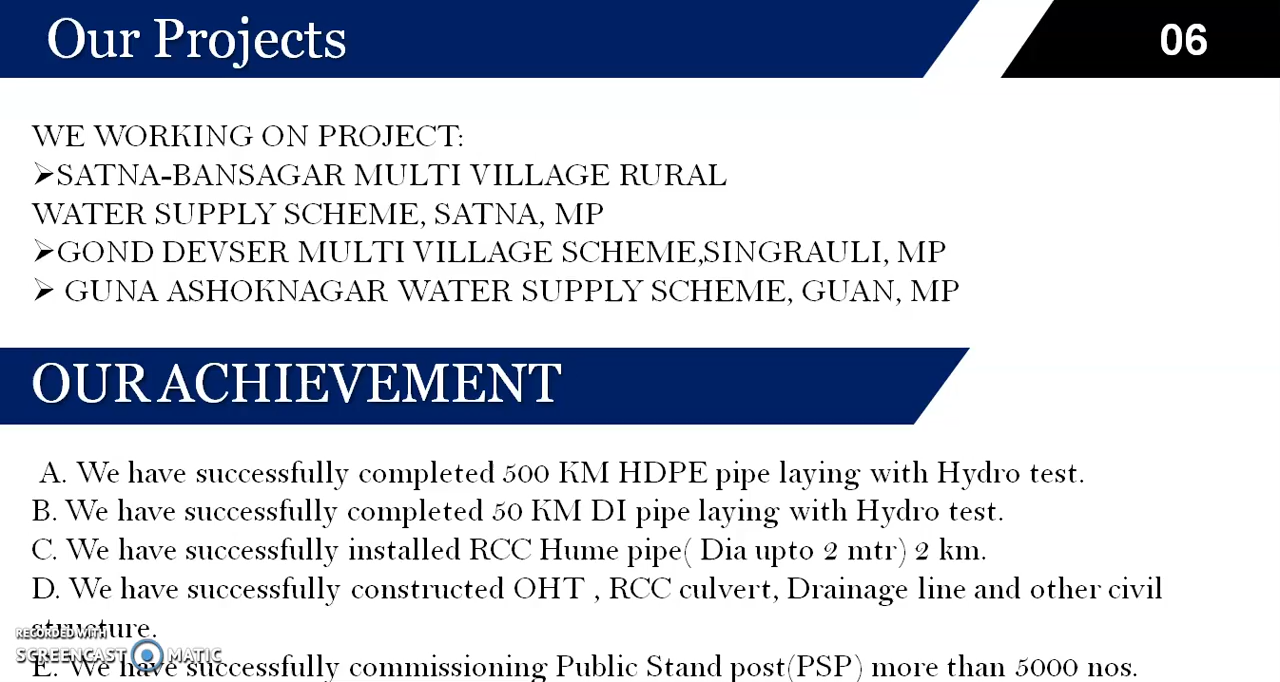 Our Projects
06
WE WORKING ON PROJECT:
➢SATNA-BANSAGAR MULTI VILLAGE RURAL
WATER SUPPLY SCHEME, SATNA, MP
➢GOND DEVSER MULTI VILLAGE SCHEME,SINGRAULI, MP
➢ GUNA ASHOKNAGAR WATER SUPPLY SCHEME, GUAN, MP
OUR ACHIEVEMENT
A. We have successfully completed 500 KM HDPE pipe laying with Hydro test.
B. We have successfully completed 50 KM DI pipe laying with Hydro test.
C. We have successfully installed RCC Hume pipe( Dia upto 2 mtr) 2 km.
D. We have successfully constructed OHT , RCC culvert, Drainage line and other civil
structure.
RECORDED WITH
SCREENCAST MATIC
E. We have successfully commissioning Public Stand post(PSP) more than 5000 nos.